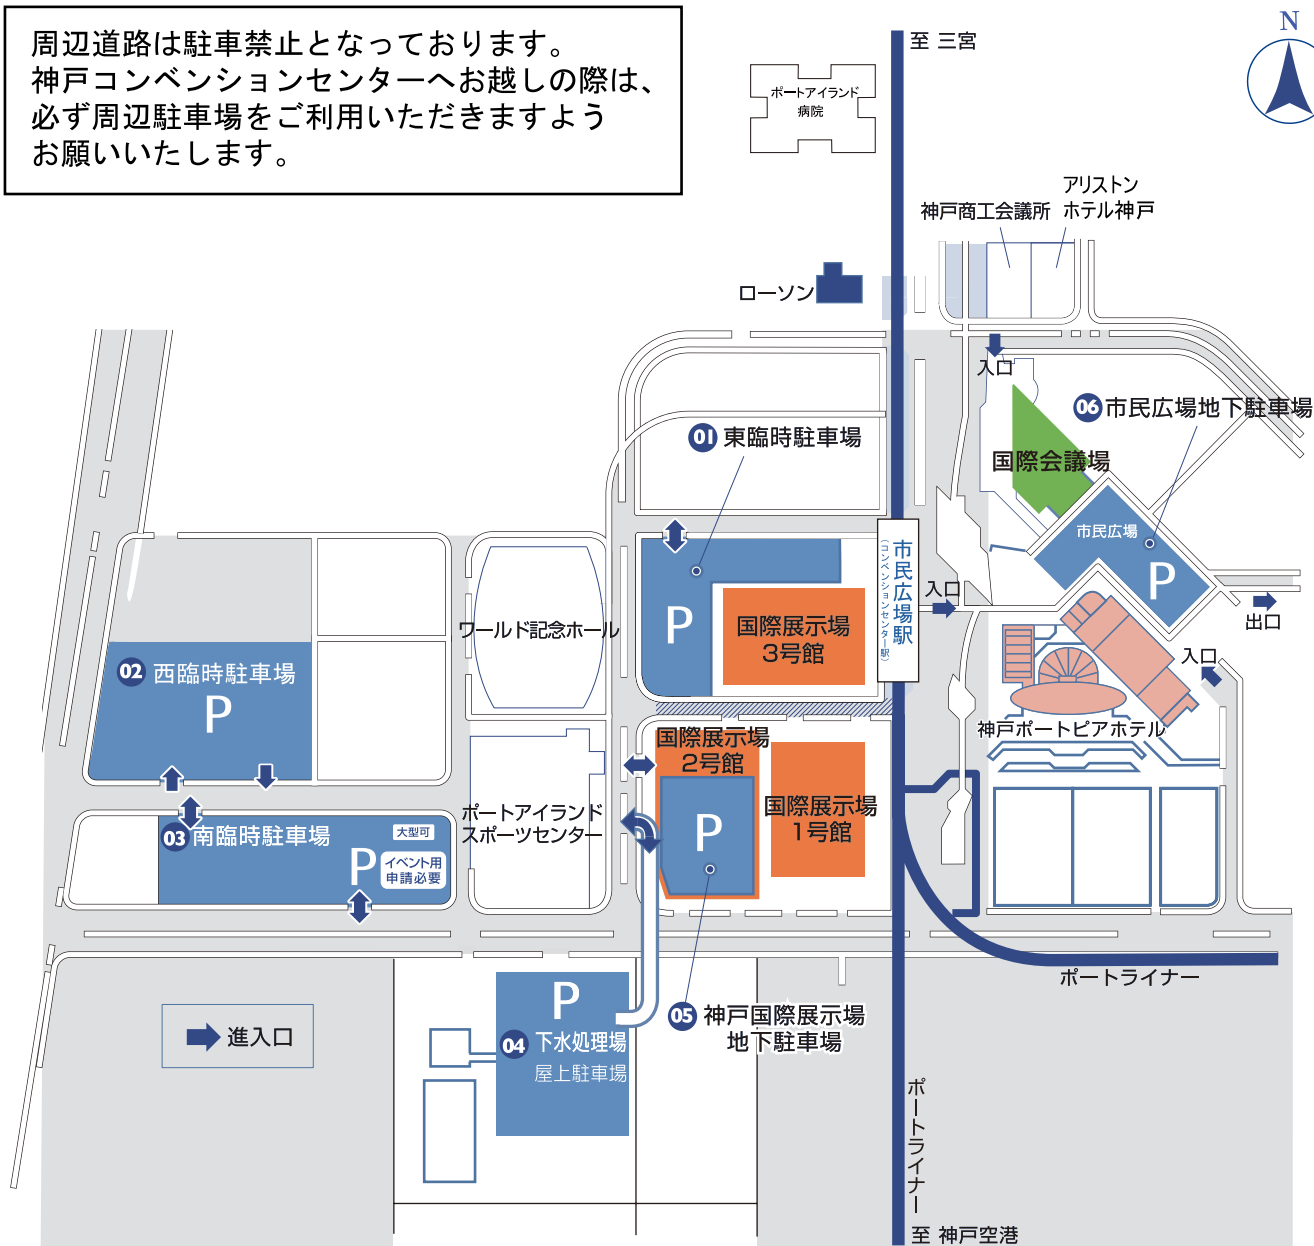 周辺道路は駐車禁止となっております。
神戸コンベンションセンターへお越しの際は、
必ず周辺駐車場をご利用いただきますよう
お願いいたします。
至 三宮
N
ポートアイランド
病院
アリストン
ホテル神戸
神戸商工会議所
ローソン
入口
06 市民広場地下駐車場
01 東臨時駐車場
国際会議場
市民広場
P
市民広場駅
(コンベンションセンター駅)
入口
出口
P
国際展示場
3号館
ワールド記念ホール
02 西臨時駐車場
P
入口
神戸ポートピアホテル
国際展示場
2号館
国際展示場
1号館
P
ポートアイランド
スポーツセンター
03 南臨時駐車場
大型可
P
イベント用
申請必要
ポートライナー
P
04 下水処理場
屋上駐車場
05 神戸国際展示場
地下駐車場
進入口
ポートライナー
至 神戸空港